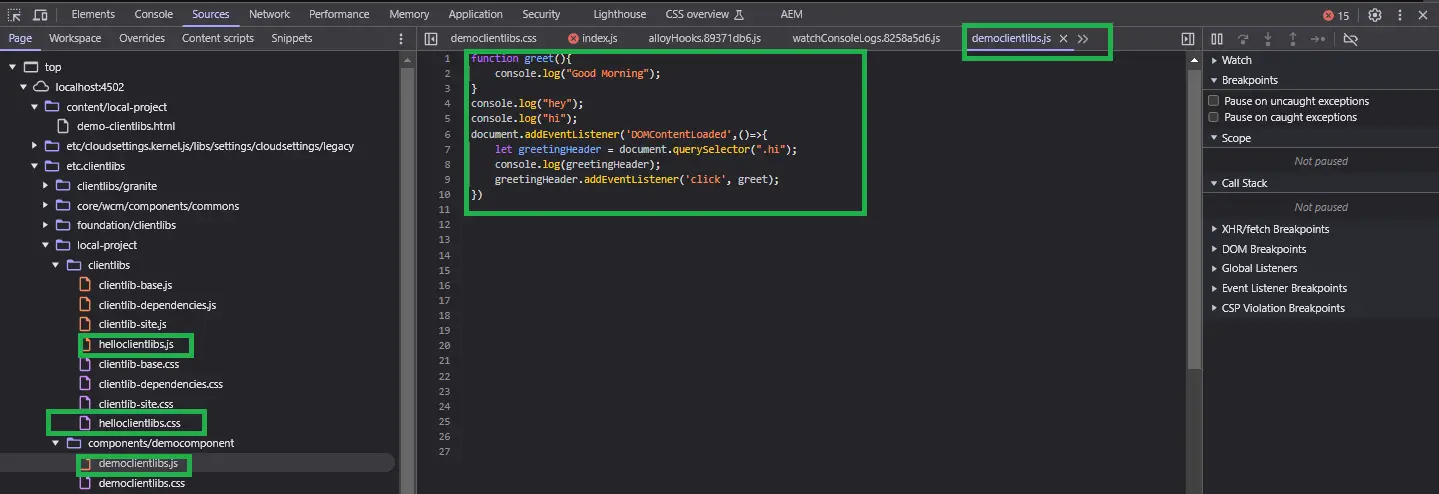 Elements Console Sources Network Performance Memory Application Security Lighthouse CSS overview AEM 15
Page Workspace Overrides Content scripts Snippets
democlientlibs.css index.js alloyHooks.89371db6.js watchConsoleLogs.8258a5d6.js democlientlibs.js
top
localhost:4502
content/local-project
demo-clientlibs.html
etc/cloudsettings.kernel.js/libs/settings/cloudsettings/legacy
etc.clientlibs
clientlibs/granite
core/wcm/components/commons
foundation/clientlibs
local-project
clientlibs
clientlib-base.js
clientlib-dependencies.js
clientlib-site.js
helloclientlibs.js
clientlib-base.css
clientlib-dependencies.css
clientlib-site.css
helloclientlibs.css
components/democomponent
democlientlibs.js
democlientlibs.css
1 function greet(){
2 console.log("Good Morning");
3 }
4 console.log("hey");
5 console.log("hi");
6 document.addEventListener('DOMContentLoaded',()=>{
7 let greetingHeader = document.querySelector(".hi");
8 console.log(greetingHeader);
9 greetingHeader.addEventListener('click', greet);
10 })
11
12
13
14
15
16
17
18
19
20
21
22
23
24
25
26
27
Watch
Breakpoints
Pause on uncaught exceptions
Pause on caught exceptions
Scope
Not paused
Call Stack
Not paused
XHR/fetch Breakpoints
DOM Breakpoints
Global Listeners
Event Listener Breakpoints
CSP Violation Breakpoints